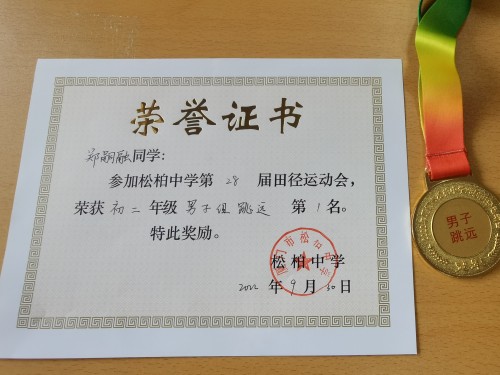 荣誉证书
郑嗣融同学:
参加松柏中学第 28 届田径运动会,
荣获 初二 年级 男子组 跳远 第 1 名。
特此奖励。
松柏中学
2022 年 9 月 30 日
男子
跳远